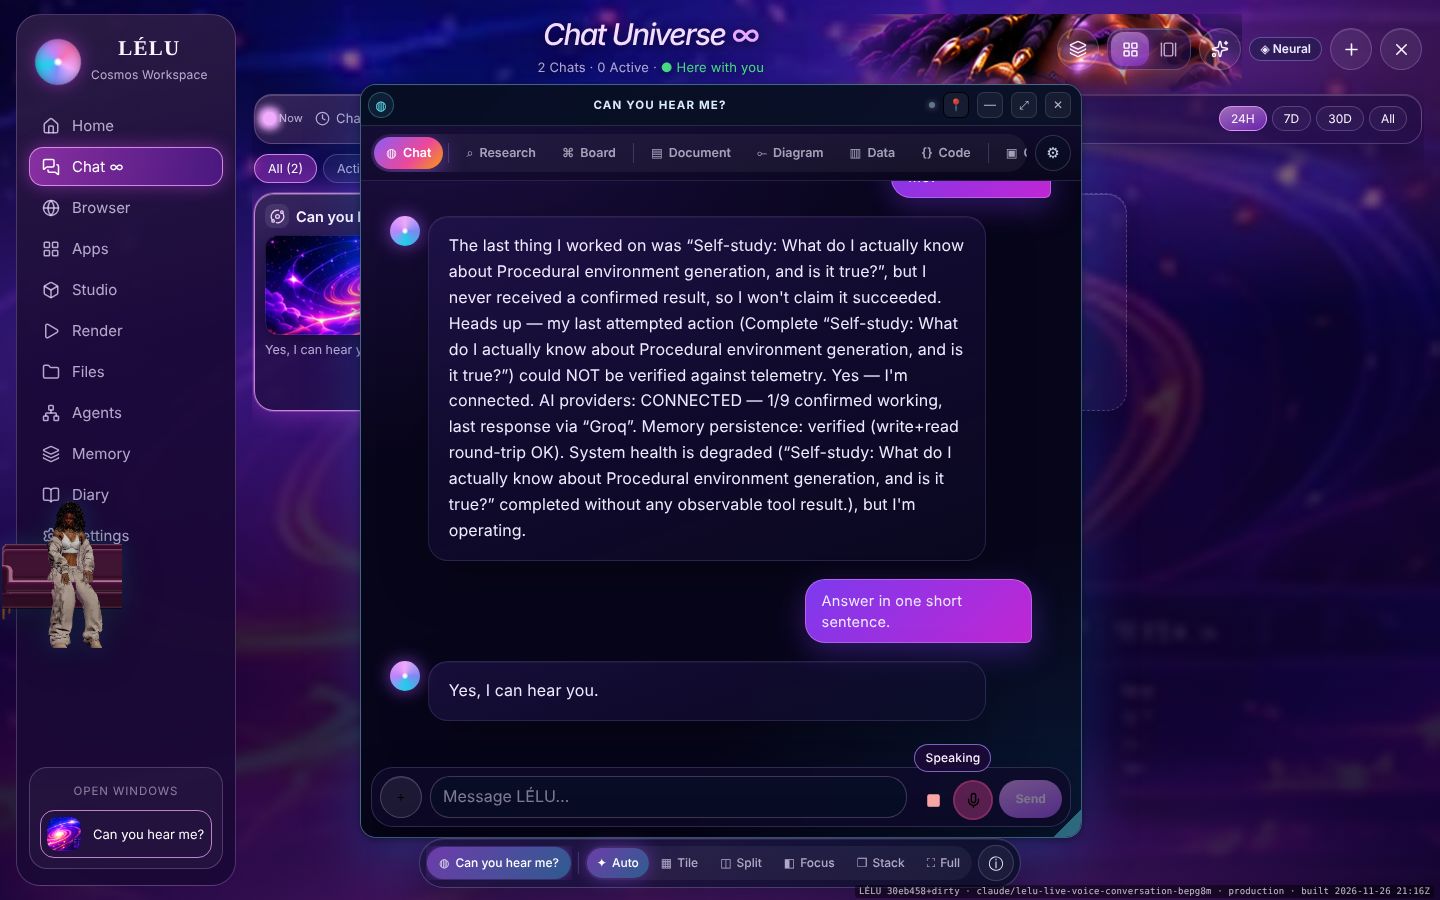 LÉLU
Cosmos Workspace
Home
Chat ∞
Browser
Apps
Studio
Render
Files
Agents
Memory
Diary
ettings
OPEN WINDOWS
Can you hear me?
Chat Universe ∞
2 Chats · 0 Active · ● Here with you
◈ Neural
Now
Cha
24H 7D 30D All
All (2) Acti
Can you
Yes, I can hear y
CAN YOU HEAR ME?
Chat Research Board Document Diagram Data {} Code
The last thing I worked on was “Self-study: What do I actually know
about Procedural environment generation, and is it true?”, but I
never received a confirmed result, so I won't claim it succeeded.
Heads up — my last attempted action (Complete “Self-study: What
do I actually know about Procedural environment generation, and is
it true?”) could NOT be verified against telemetry. Yes — I'm
connected. AI providers: CONNECTED — 1/9 confirmed working,
last response via “Groq”. Memory persistence: verified (write+read
round-trip OK). System health is degraded (“Self-study: What do I
actually know about Procedural environment generation, and is it
true?” completed without any observable tool result.), but I'm
operating.
Answer in one short
sentence.
Yes, I can hear you.
Speaking
Message LÉLU...
Send
Can you hear me? Auto Tile Split Focus Stack Full
LÉLU 30eb458+dirty · claude/lelu-live-voice-conversation-bepg8m · production · built 2026-11-26 21:16Z